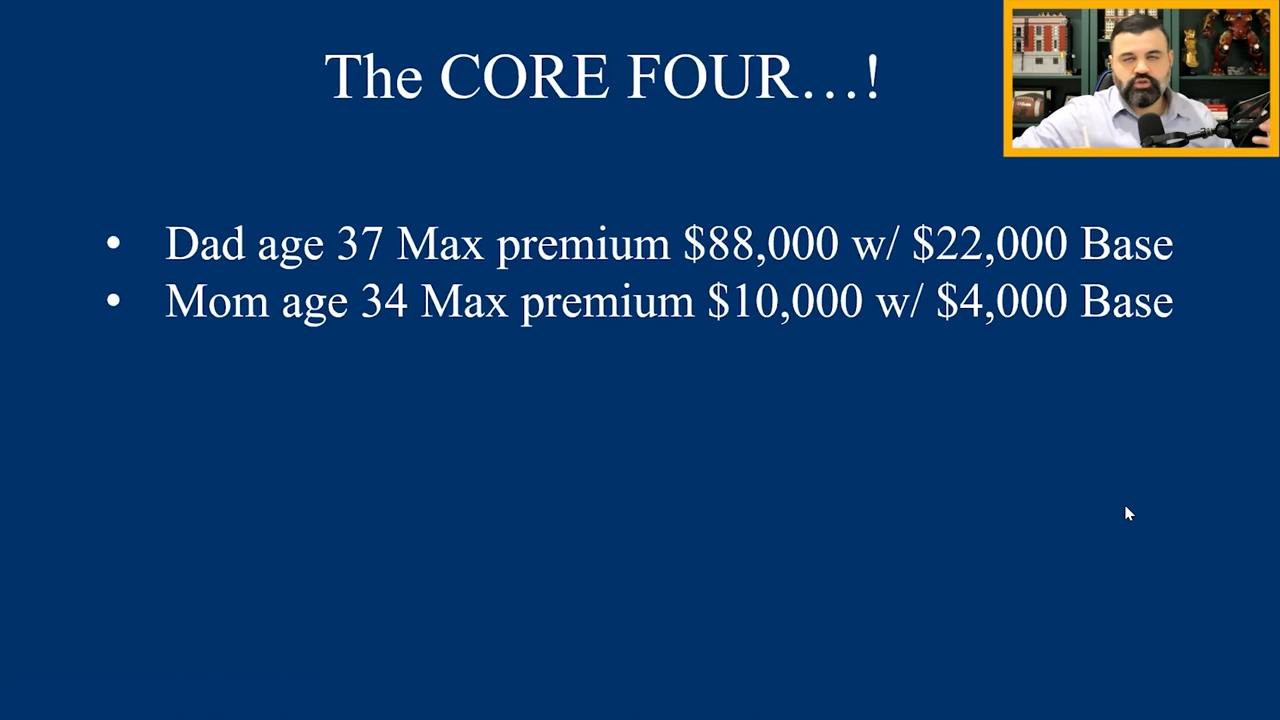 The CORE FOUR…!
• Dad age 37 Max premium $88,000 w/ $22,000 Base
• Mom age 34 Max premium $10,000 w/ $4,000 Base